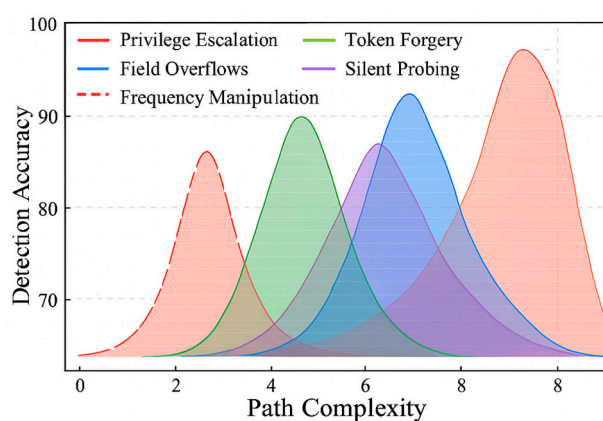 100
Privilege Escalation Token Forgery
Field Overflows Silent Probing
Frequency Manipulation
90
80
70
Detection Accuracy
0 2 4 6 8 8
Path Complexity